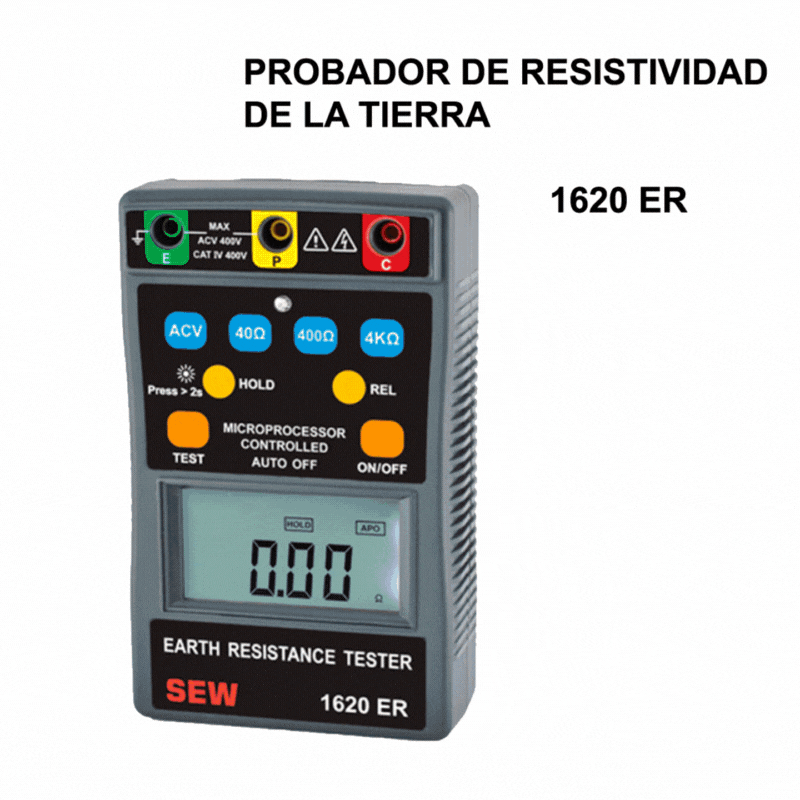 PROBADOR DE RESISTIVIDAD
DE LA TIERRA
1620 ER
MAX
ACV 400V
CAT IV 400V
E
P
C
ACV
40Ω
400Ω
4KΩ
Press > 2s
HOLD
REL
TEST
MICROPROCESSOR
CONTROLLED
AUTO OFF
ON/OFF
HOLD
APO
0.00
Ω
EARTH RESISTANCE TESTER
SEW
1620 ER